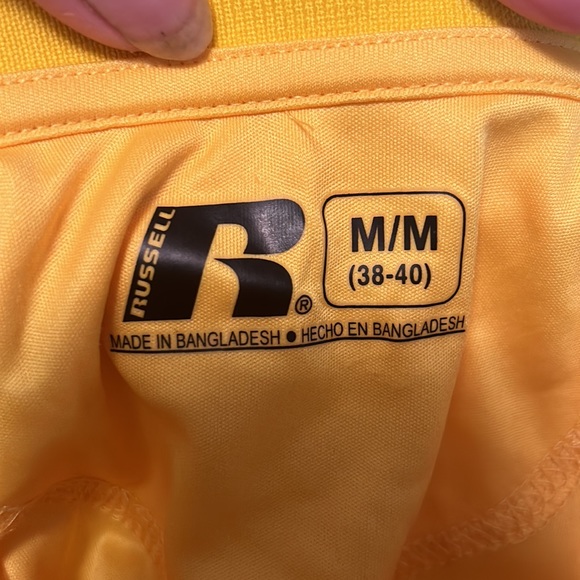 RUSSELL
R®
M/M
(38-40)
MADE IN BANGLADESH ● HECHO EN BANGLADESH